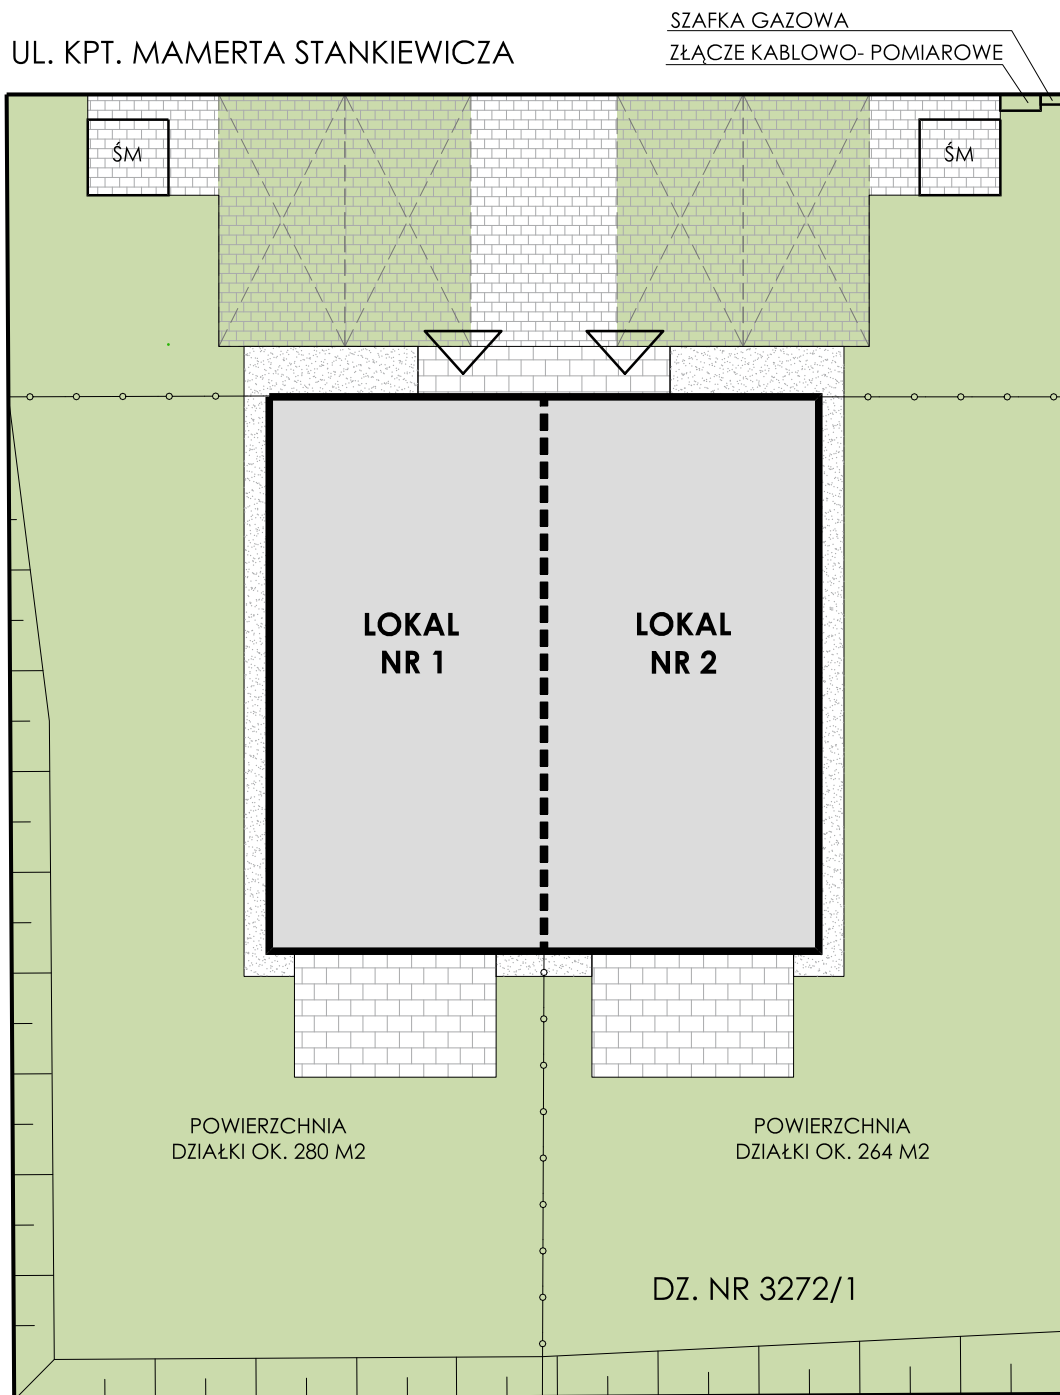 SZAFKA GAZOWA
UL. KPT. MAMERTA STANKIEWICZA
ZŁĄCZE KABLOWO- POMIAROWE
ŚM
ŚM
LOKAL
NR 1
LOKAL
NR 2
POWIERZCHNIA
DZIAŁKI OK. 280 M2
POWIERZCHNIA
DZIAŁKI OK. 264 M2
DZ. NR 3272/1